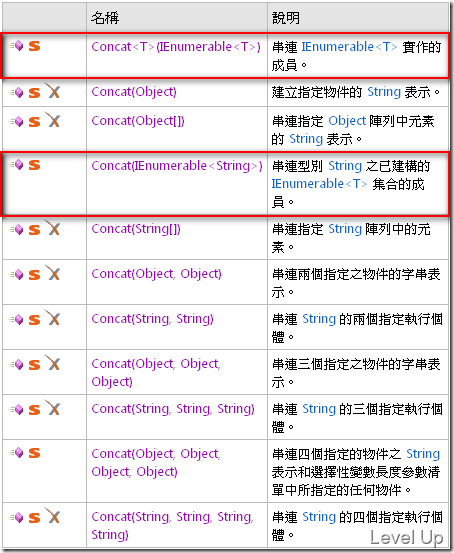 名稱 說明
Concat<T>(IEnumerable<T>) 串連 IEnumerable<T> 實作的
成員。
Concat(Object) 建立指定物件的 String 表示。
Concat(Object[]) 串連指定 Object 陣列中元素
的 String 表示。
Concat(IEnumerable<String>) 串連型別 String 之已建構的
IEnumerable<T> 集合的成
員。
Concat(String[]) 串連指定 String 陣列中的元
素。
Concat(Object, Object) 串連兩個指定之物件的字串表
示。
Concat(String, String) 串連 String 的兩個指定執行個
體。
Concat(Object, Object, 串連三個指定之物件的字串表
Object) 示。
Concat(String, String, String) 串連 String 的三個指定執行個
體。
Concat(Object, Object, 串連四個指定的物件之 String
Object, Object) 表示和選擇性變數長度參數清
單中所指定的任何物件。
Concat(String, String, String, 串連 String 的四個指定執行個
String) 體。
Level Up